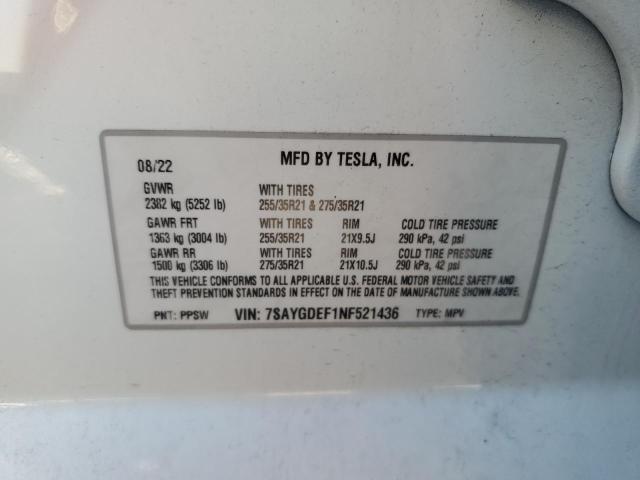 MFD BY TESLA, INC.
08/22
GVWR WITH TIRES
2382 kg (5252 lb) 255/35R21 & 275/35R21
GAWR FRT WITH TIRES RIM COLD TIRE PRESSURE
1363 kg (3004 lb) 255/35R21 21X9.5J 290 kPa, 42 psi
GAWR RR WITH TIRES RIM COLD TIRE PRESSURE
1500 kg (3306 lb) 275/35R21 21X10.5J 290 kPa, 42 psi
THIS VEHICLE CONFORMS TO ALL APPLICABLE U.S. FEDERAL MOTOR VEHICLE SAFETY AND
THEFT PREVENTION STANDARDS IN EFFECT ON THE DATE OF MANUFACTURE SHOWN ABOVE.
PNT: PPSW VIN: 7SAYGDEF1NF521436 TYPE: MPV